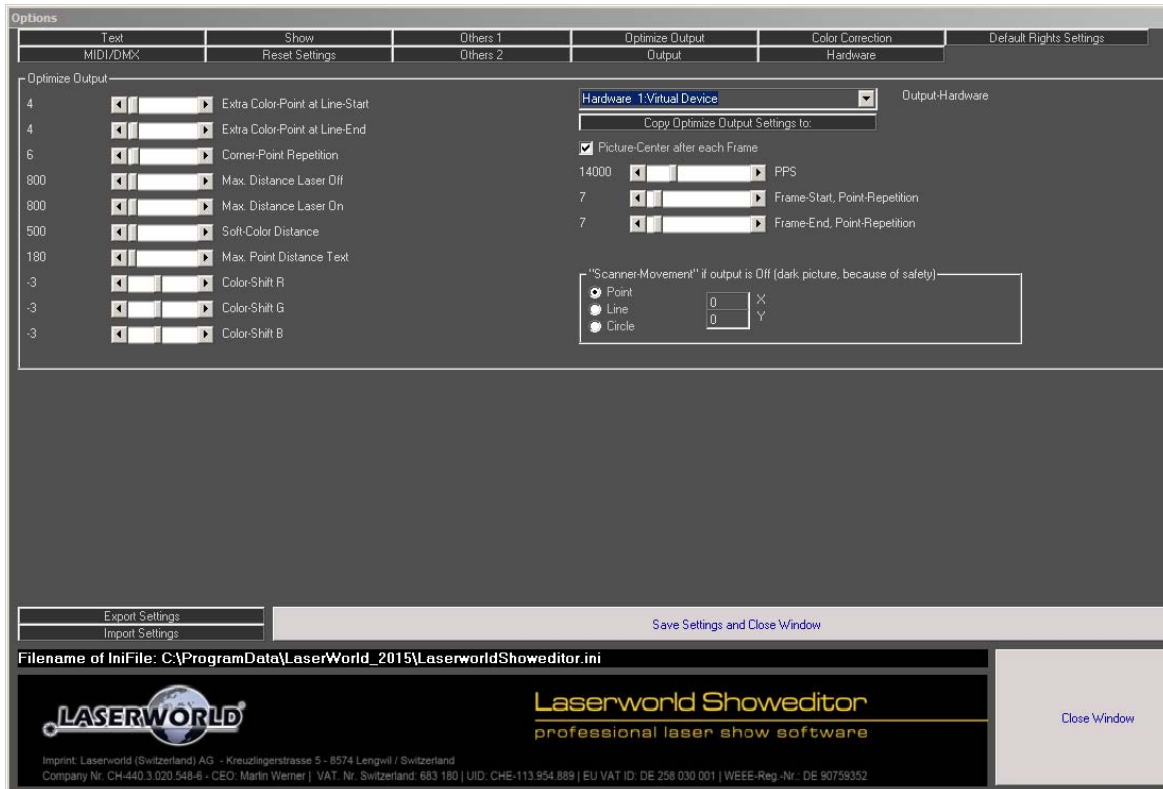 Options
Text Show Others 1 Optimize Output Color Correction Default Rights Settings
MIDI/DMX Reset Settings Others 2 Output Hardware
Optimize Output
4 Extra Color-Point at Line-Start
4 Extra Color-Point at Line-End
6 Corner-Point Repetition
800 Max. Distance Laser Off
800 Max. Distance Laser On
500 Soft-Color Distance
180 Max. Point Distance Text
-3 Color-Shift R
-3 Color-Shift G
-3 Color-Shift B
Hardware 1:Virtual Device Output-Hardware
Copy Optimize Output Settings to:
Picture-Center after each Frame
14000 PPS
7 Frame-Start, Point-Repetition
7 Frame-End, Point-Repetition
"Scanner-Movement" if output is Off (dark picture, because of safety)
Point
Line
Circle
0 X
0 Y
Export Settings
Import Settings
Save Settings and Close Window
Filename of IniFile: C:\ProgramData\LaserWorld_2015\LaserworldShoweditor.ini
LASERWORLD®
Laserworld Showeditor
professional laser show software
Close Window
Imprint: Laserworld (Switzerland) AG - Kreuzlingerstrasse 5 - 8574 Lengwil / Switzerland
Company Nr. CH-440.3.020.548-6 - CEO: Martin Werner | VAT. Nr. Switzerland: 683 180 | UID: CHE-113.954.889 | EU VAT ID: DE 258 030 001 | WEEE-Reg.-Nr.: DE 90759352